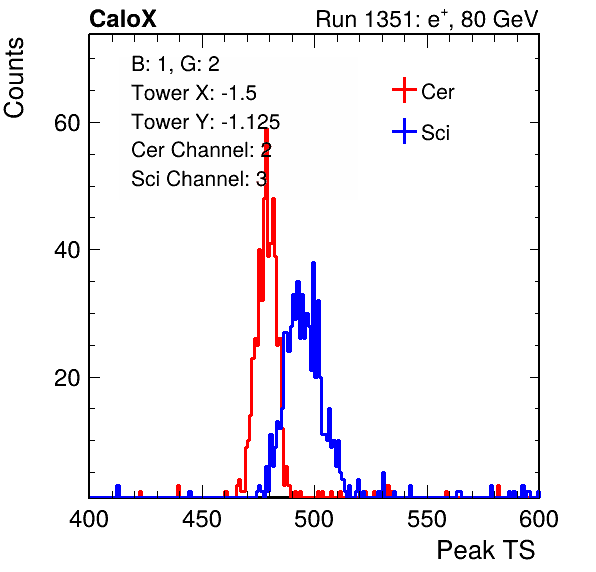 CaloX Run 1351: e⁺, 80 GeV
Counts
B: 1, G: 2
Tower X: -1.5
Tower Y: -1.125
Cer Channel: 2
Sci Channel: 3
Cer
Sci
60
40
20
400 450 500 550 600
Peak TS